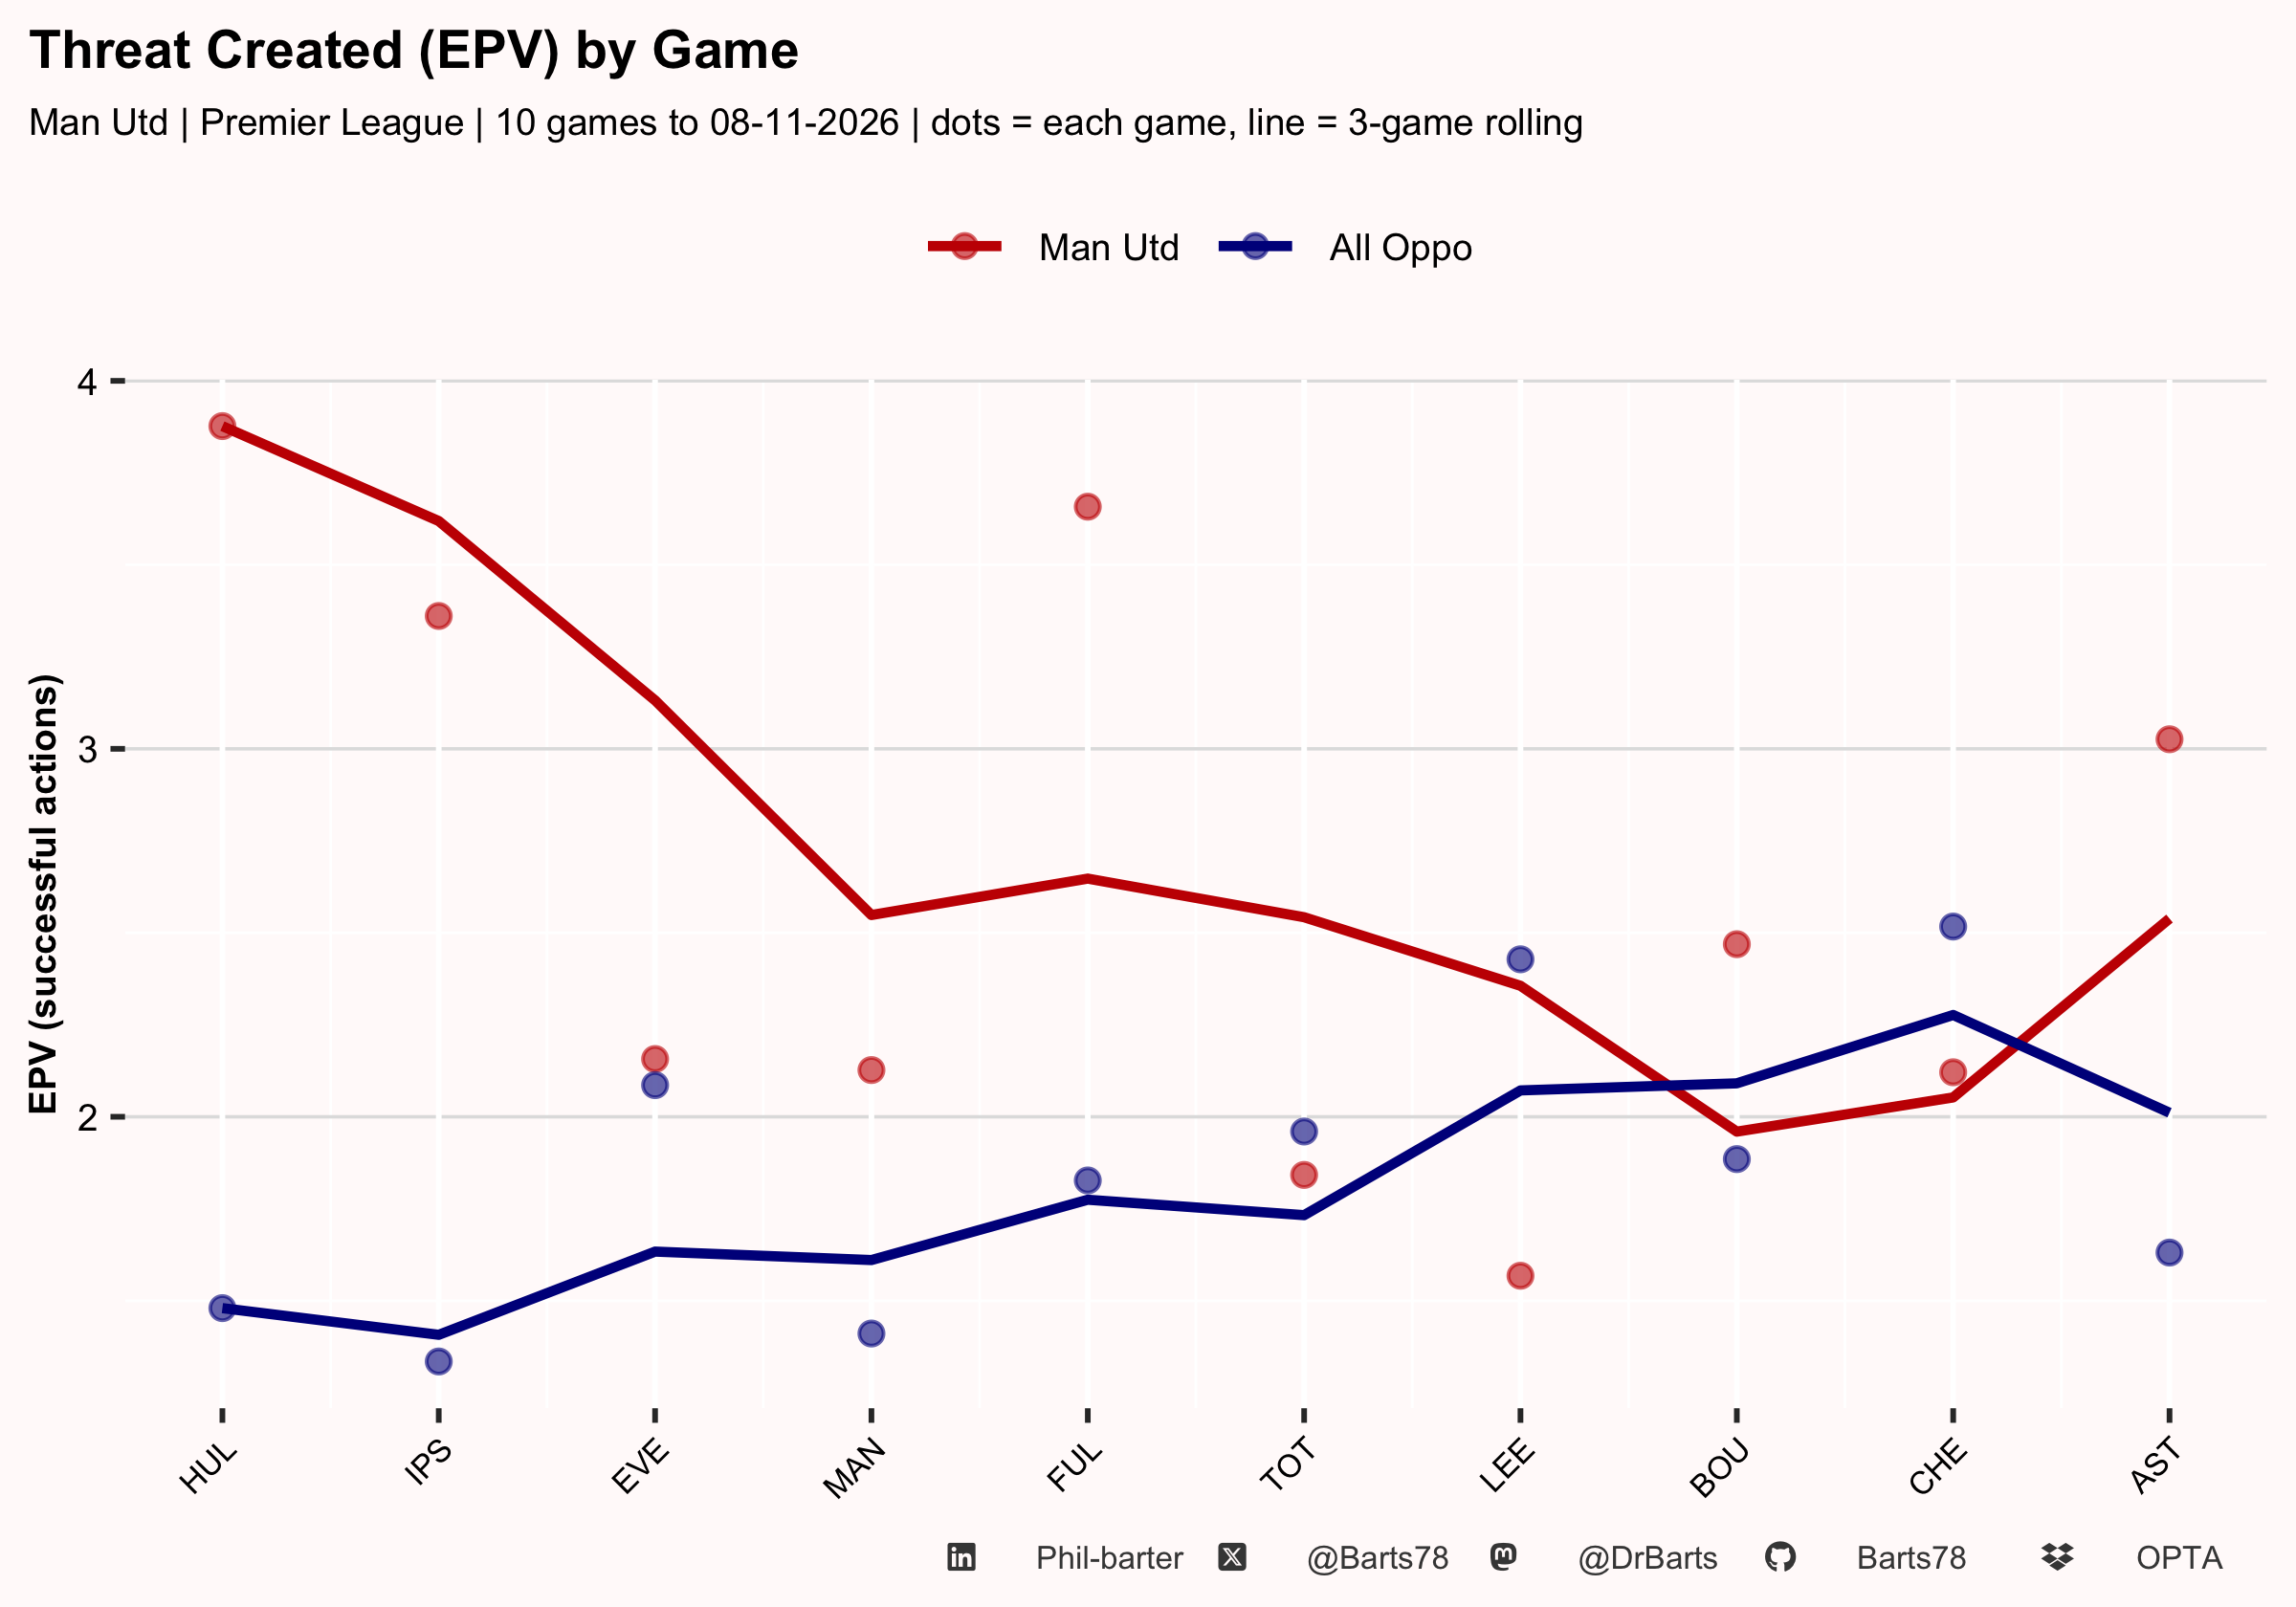 Threat Created (EPV) by Game
Man Utd | Premier League | 10 games to 08-11-2026 | dots = each game, line = 3-game rolling
Man Utd All Oppo
EPV (successful actions)
4
3
2
HUL IPS EVE MAN FUL TOT LEE BOU CHE AST
Phil-barter @Barts78 @DrBarts Barts78 OPTA